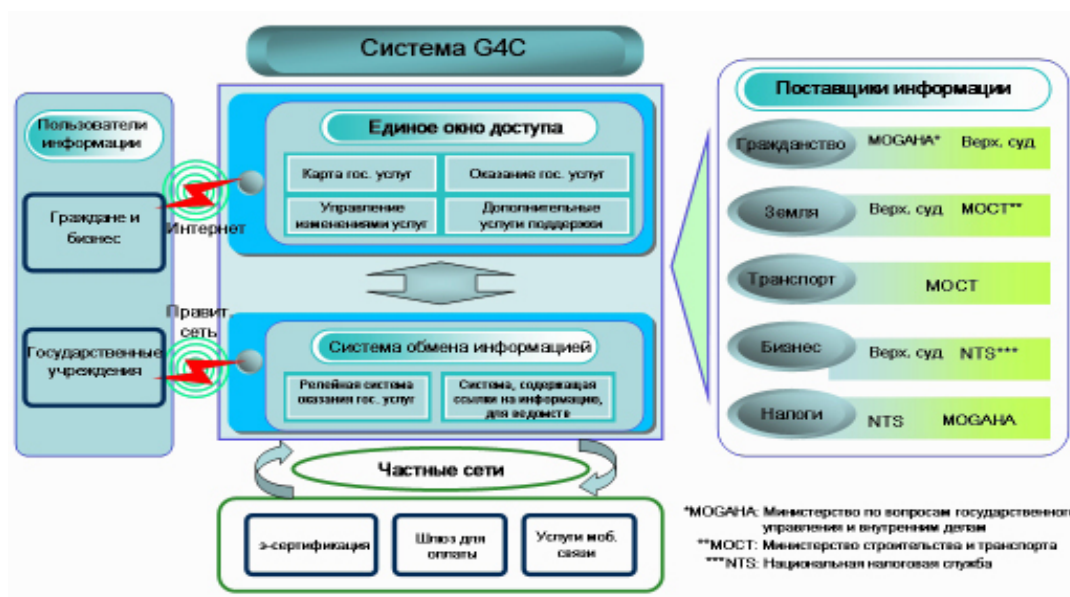 Система G4C
Пользователи
информации
Граждане и
бизнес
Интернет
Правит.
сеть
Государственные
учреждения
Единое окно доступа
Карта гос. услуг
Оказание гос. услуг
Управление
изменениями услуг
Дополнительные
услуги поддержки
Система обмена информацией
Релейная система
оказания гос. услуг
Система, содержащая
ссылки на информацию,
для ведомств
Частные сети
э-сертификация
Шлюз для
оплаты
Услуги моб.
связи
Поставщики информации
Гражданство MOGAHA* Верх. суд
Земля Верх. суд МОСТ**
Транспорт МОСТ
Бизнес Верх. суд NTS***
Налоги NTS MOGAHA
*MOGAHA: Министерство по вопросам государственного
управления и внутренним делам
**МОСТ: Министерство строительства и транспорта
***NTS: Национальная налоговая служба